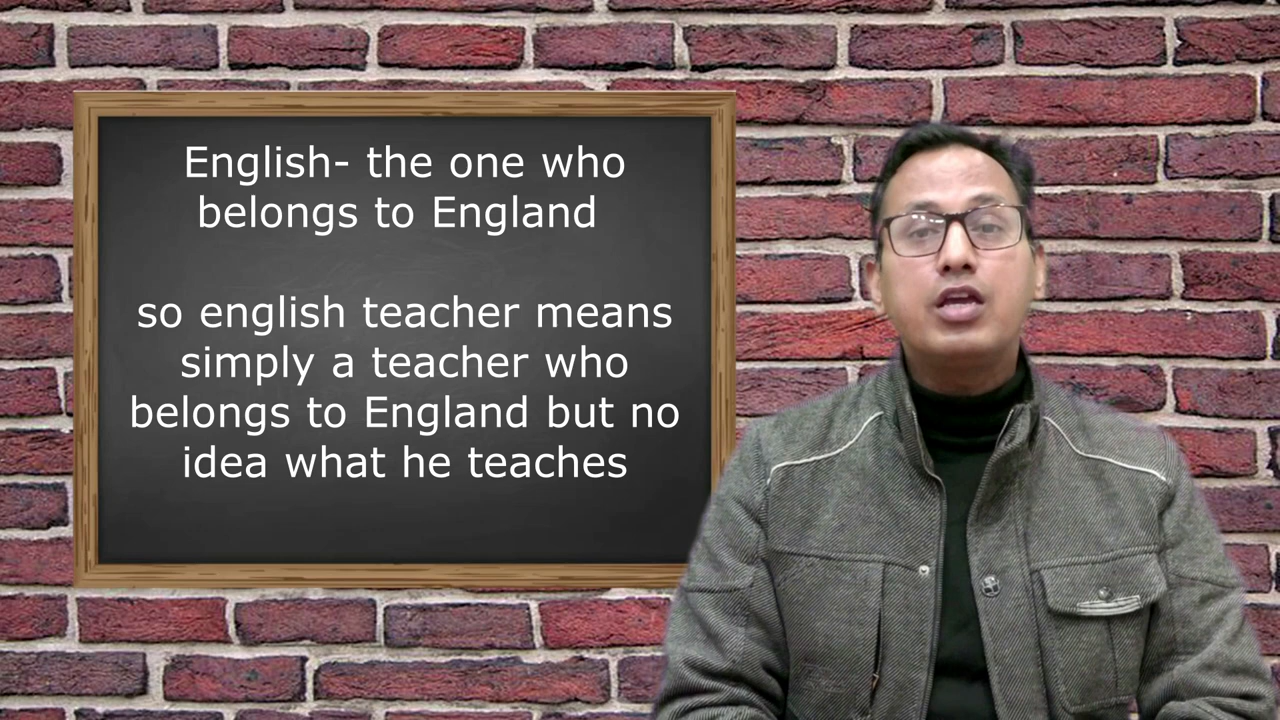 English- the one who
belongs to England
so english teacher means
simply a teacher who
belongs to England but no
idea what he teaches